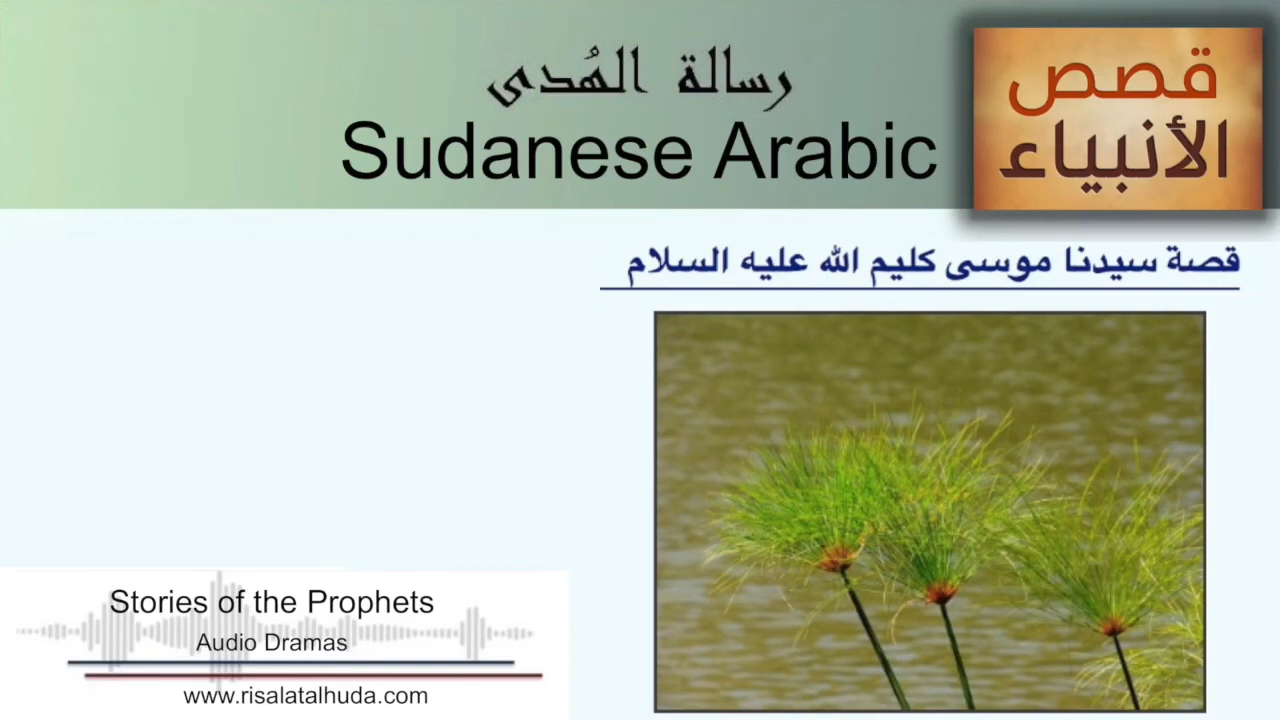 رسالة الهُدى
Sudanese Arabic
قصص
الأنبياء
قصة سيدنا موسى كليم الله عليه السلام
Stories of the Prophets
Audio Dramas
www.risalatalhuda.com